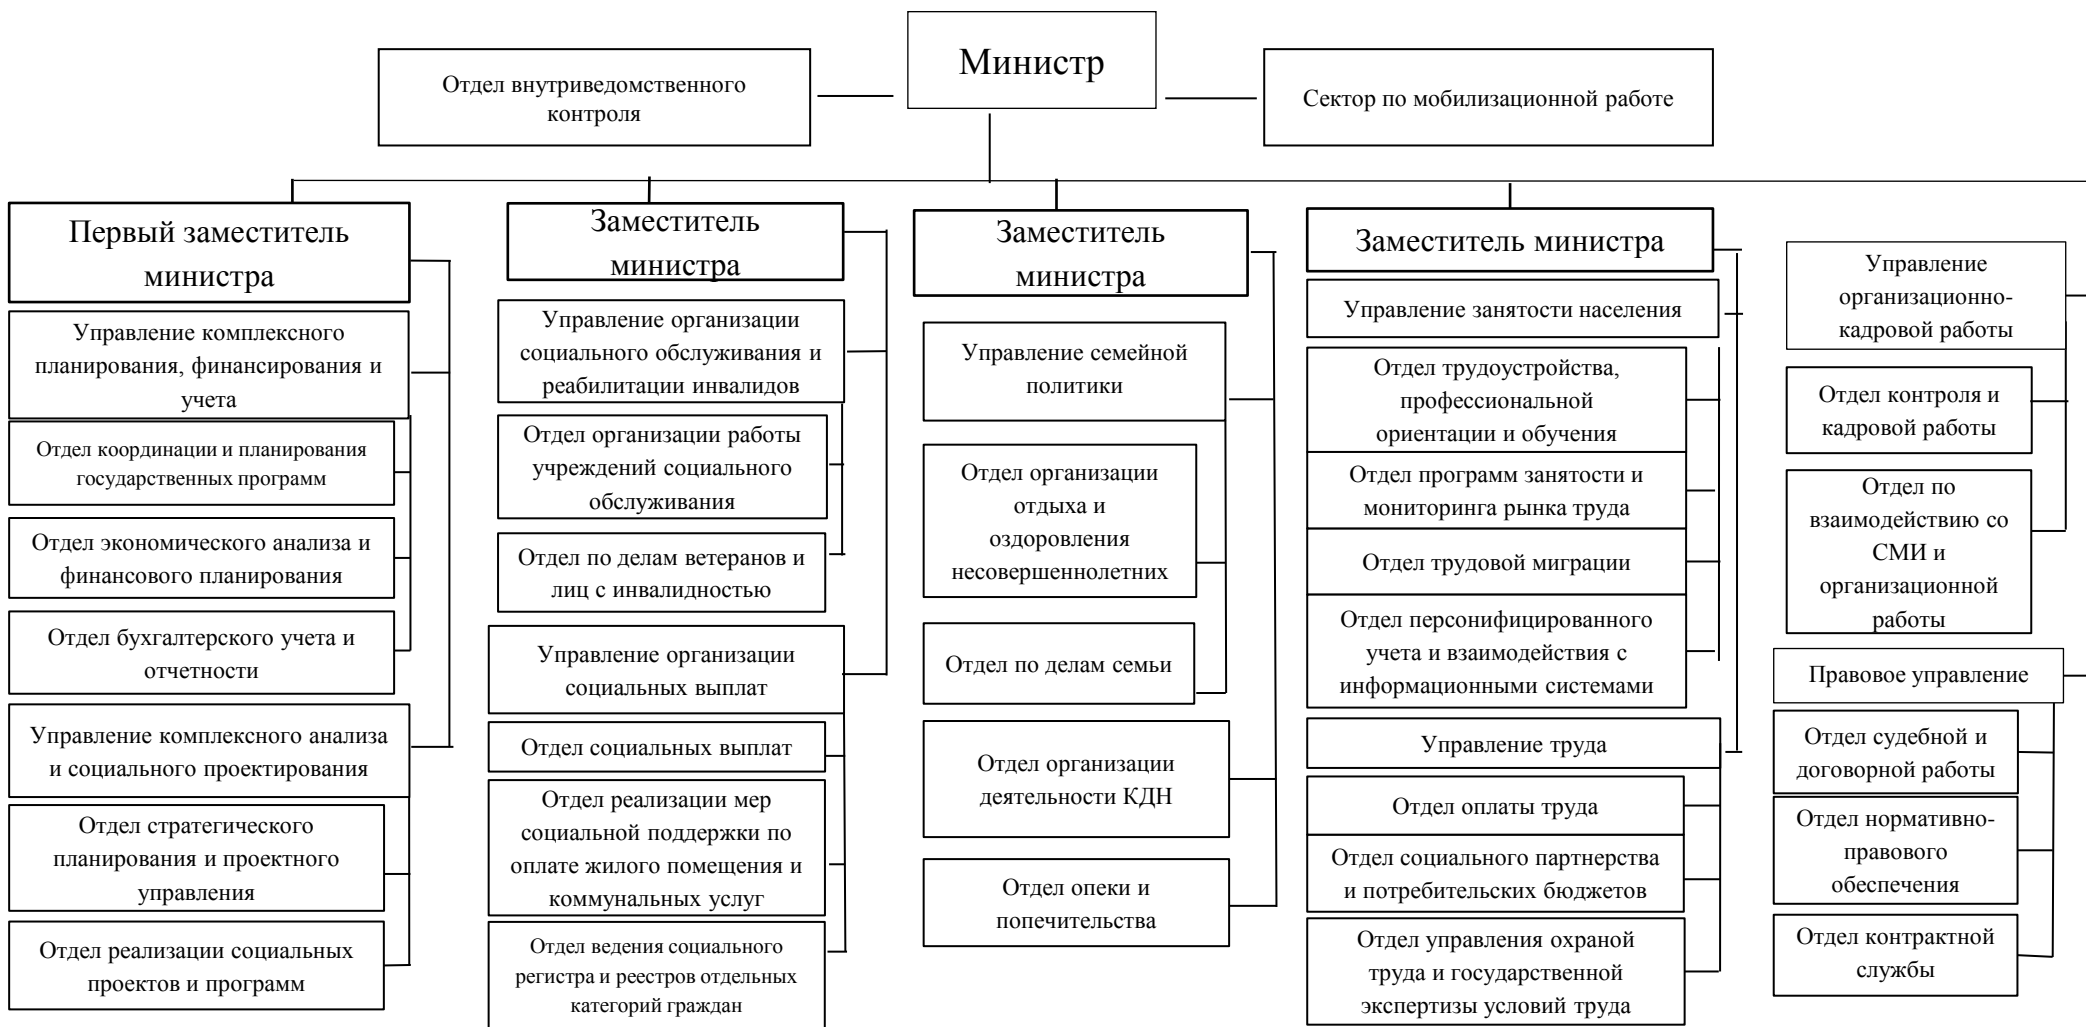 Министр
Отдел внутриведомственного
контроля
Сектор по мобилизационной работе
Первый заместитель
министра
Управление комплексного
планирования, финансирования и
учета
Отдел координации и планирования
государственных программ
Отдел экономического анализа и
финансового планирования
Отдел бухгалтерского учета и
отчетности
Управление комплексного анализа
и социального проектирования
Отдел стратегического
планирования и проектного
управления
Отдел реализации социальных
проектов и программ
Заместитель
министра
Управление организации
социального обслуживания и
реабилитации инвалидов
Отдел организации работы
учреждений социального
обслуживания
Отдел по делам ветеранов и
лиц с инвалидностью
Управление организации
социальных выплат
Отдел социальных выплат
Отдел реализации мер
социальной поддержки по
оплате жилого помещения и
коммунальных услуг
Отдел ведения социального
регистра и реестров отдельных
категорий граждан
Заместитель
министра
Управление семейной
политики
Отдел организации
отдыха и
оздоровления
несовершеннолетних
Отдел по делам семьи
Отдел организации
деятельности КДН
Отдел опеки и
попечительства
Заместитель министра
Управление занятости населения
Отдел трудоустройства,
профессиональной
ориентации и обучения
Отдел программ занятости и
мониторинга рынка труда
Отдел трудовой миграции
Отдел персонифицированного
учета и взаимодействия с
информационными системами
Управление труда
Отдел оплаты труда
Отдел социального партнерства
и потребительских бюджетов
Отдел управления охраной
труда и государственной
экспертизы условий труда
Управление
организационно-
кадровой работы
Отдел контроля и
кадровой работы
Отдел по
взаимодействию со
СМИ и
организационной
работы
Правовое управление
Отдел судебной и
договорной работы
Отдел нормативно-
правового
обеспечения
Отдел контрактной
службы